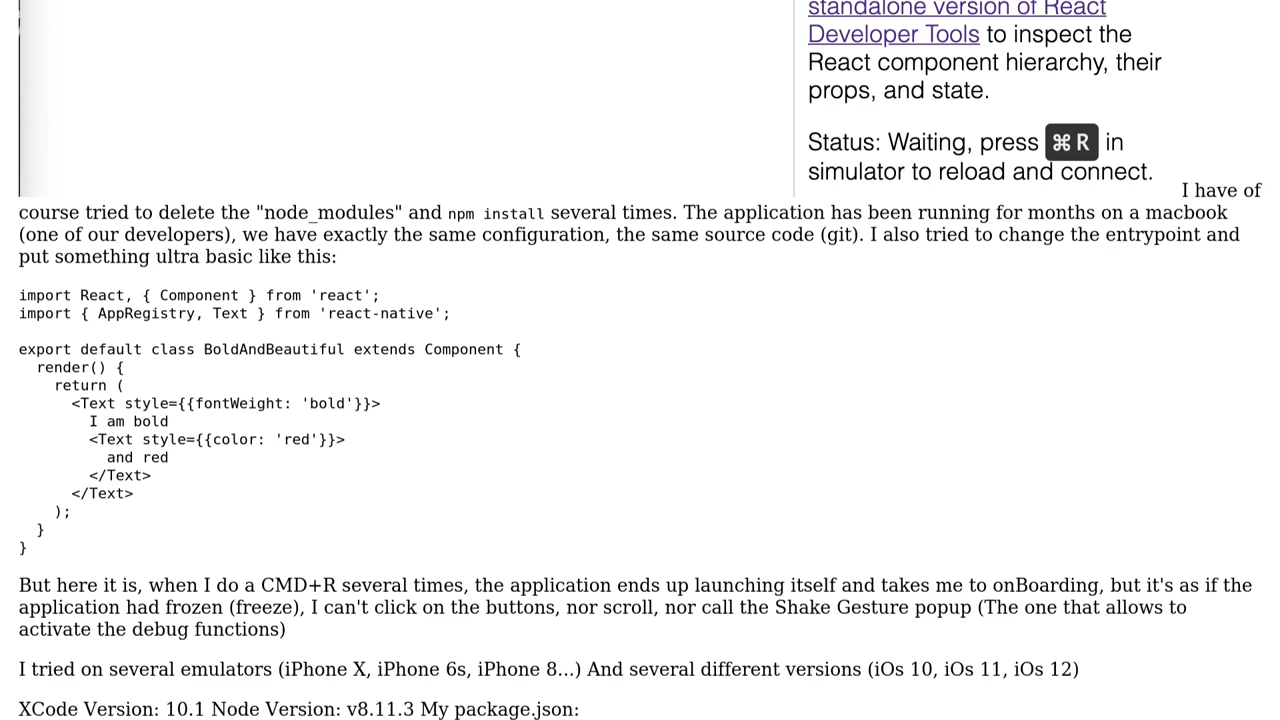 standalone version of React
Developer Tools to inspect the
React component hierarchy, their
props, and state.
Status: Waiting, press ⌘ R in
simulator to reload and connect.
I have of
course tried to delete the "node_modules" and npm install several times. The application has been running for months on a macbook
(one of our developers), we have exactly the same configuration, the same source code (git). I also tried to change the entrypoint and
put something ultra basic like this:
import React, { Component } from 'react';
import { AppRegistry, Text } from 'react-native';
export default class BoldAndBeautiful extends Component {
  render() {
    return (
      <Text style={{fontWeight: 'bold'}}>
        I am bold
        <Text style={{color: 'red'}}>
          and red
        </Text>
      </Text>
    );
  }
}
But here it is, when I do a CMD+R several times, the application ends up launching itself and takes me to onBoarding, but it's as if the
application had frozen (freeze), I can't click on the buttons, nor scroll, nor call the Shake Gesture popup (The one that allows to
activate the debug functions)
I tried on several emulators (iPhone X, iPhone 6s, iPhone 8...) And several different versions (iOs 10, iOs 11, iOs 12)
XCode Version: 10.1 Node Version: v8.11.3 My package.json: